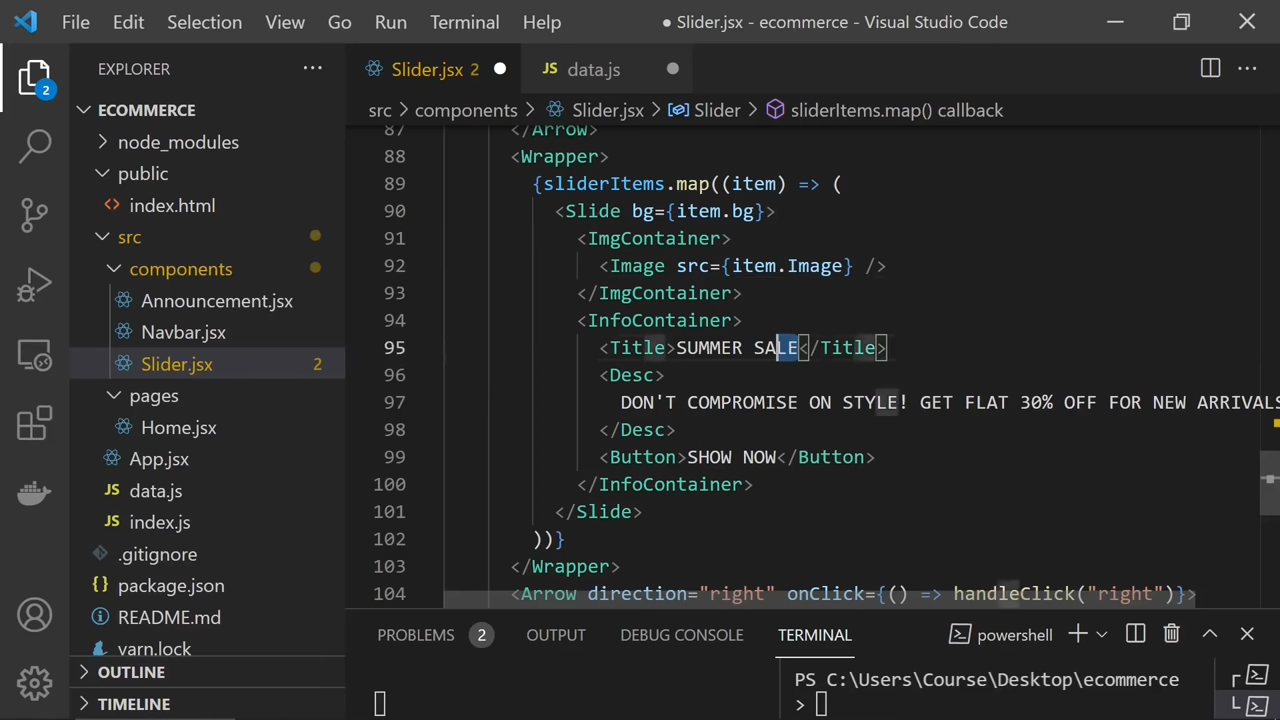 File Edit Selection View Go Run Terminal Help ● Slider.jsx - ecommerce - Visual Studio Code
EXPLORER ···
Slider.jsx 2
JS data.js
2
ECOMMERCE
src > components > Slider.jsx > Slider > sliderItems.map() callback
node_modules
public
index.html
src
components
Announcement.jsx
Navbar.jsx
Slider.jsx 2
pages
Home.jsx
App.jsx
JS data.js
JS index.js
.gitignore
package.json
README.md
yarn.lock
OUTLINE
TIMELINE
87 </Arrow>
88 <Wrapper>
89 {sliderItems.map((item) => (
90 <Slide bg={item.bg}>
91 <ImgContainer>
92 <Image src={item.Image} />
93 </ImgContainer>
94 <InfoContainer>
95 <Title>SUMMER SALE</Title>
96 <Desc>
97 DON'T COMPROMISE ON STYLE! GET FLAT 30% OFF FOR NEW ARRIVALS
98 </Desc>
99 <Button>SHOW NOW</Button>
100 </InfoContainer>
101 </Slide>
102 ))}
103 </Wrapper>
104 <Arrow direction="right" onClick={() => handleClick("right")}>
PROBLEMS 2 OUTPUT DEBUG CONSOLE TERMINAL powershell
PS C:\Users\Course\Desktop\ecommerce
>